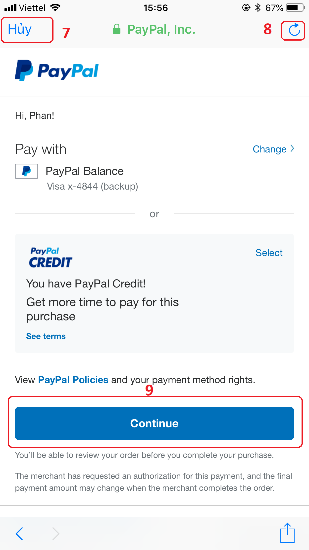 Viettel 15:56 67%
Hủy 7 PayPal, Inc. 8
PayPal
Hi, Phan!
Pay with Change >
PayPal Balance
Visa x-4844 (backup)
or
PayPal
CREDIT
Select
You have PayPal Credit!
Get more time to pay for this
purchase
See terms
View PayPal Policies and your payment method rights.
9
Continue
You'll be able to review your order before you complete your purchase.
The merchant has requested an authorization for this payment, and the final
payment amount may change when the merchant completes the order.